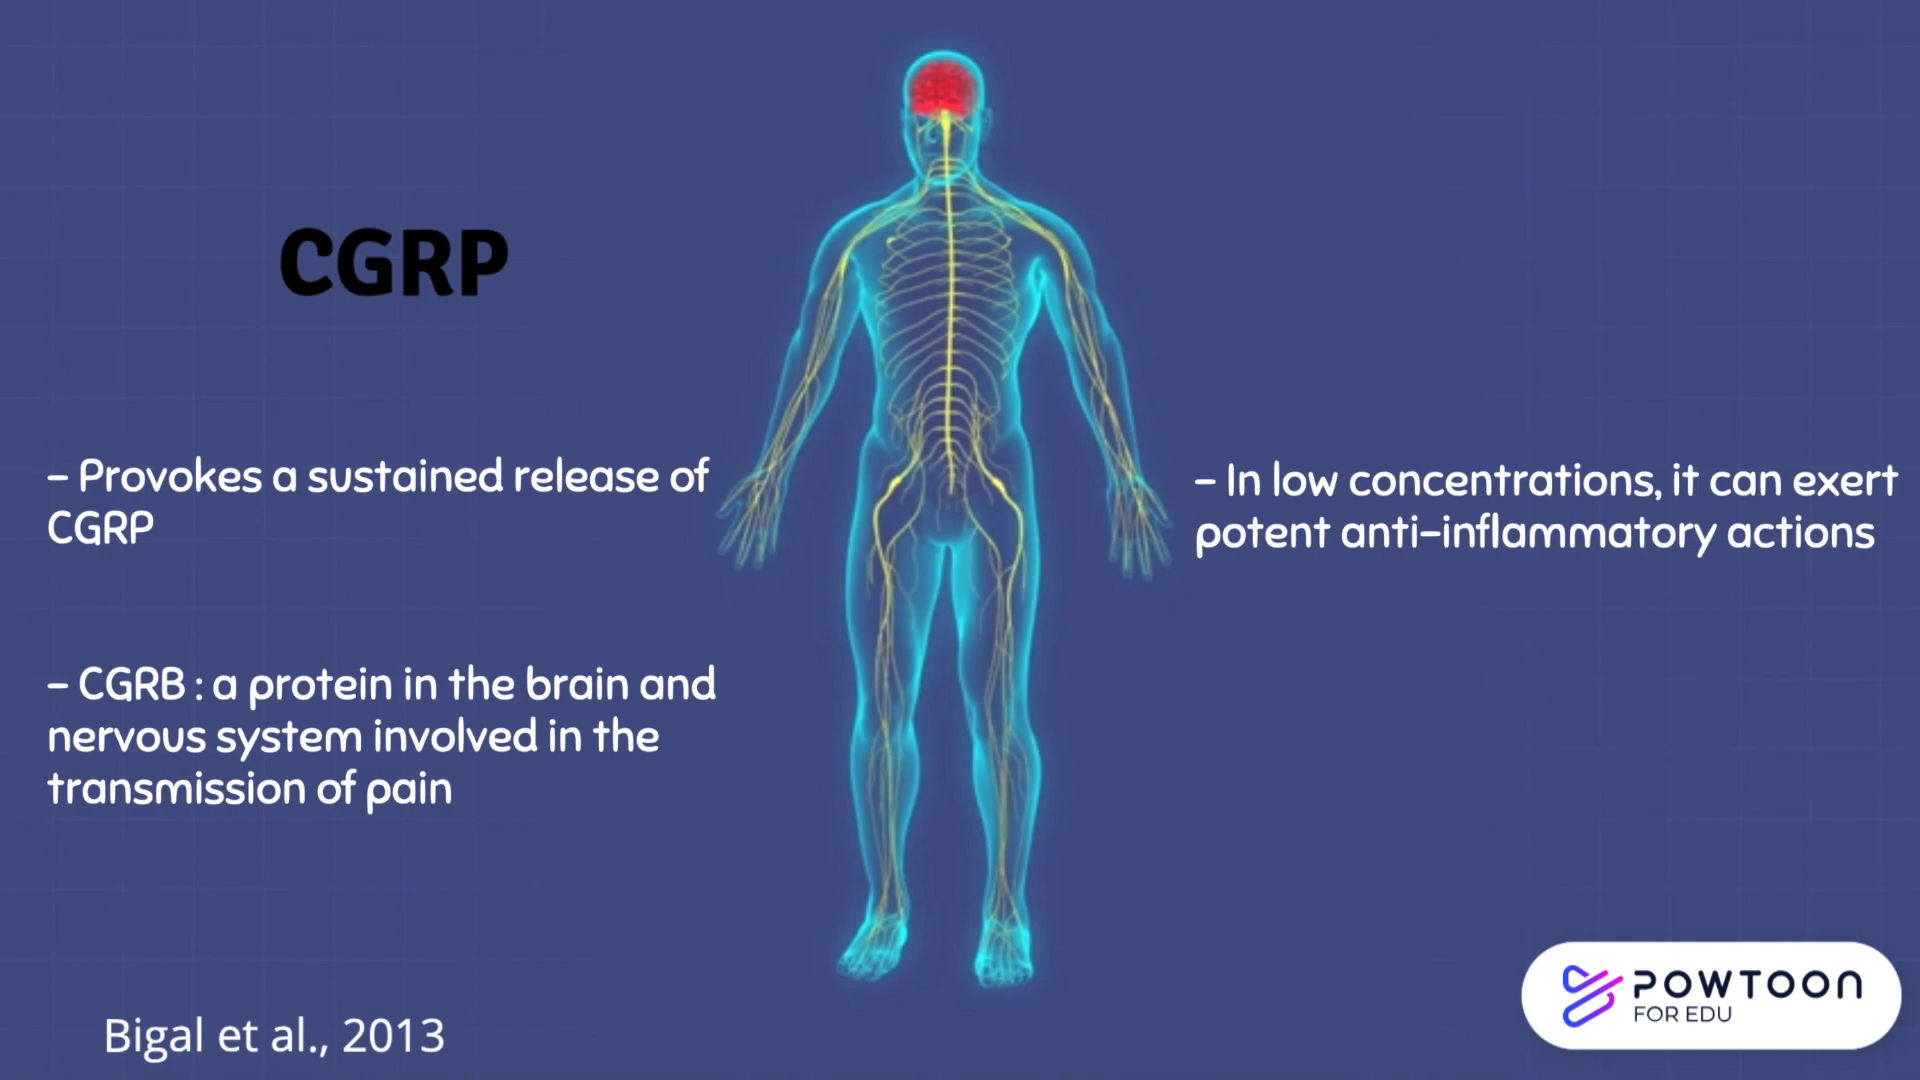 CGRP
- Provokes a sustained release of
CGRP
- CGRB : a protein in the brain and
nervous system involved in the
transmission of pain
- In low concentrations, it can exert
potent anti-inflammatory actions
Bigal et al., 2013
POWTOON
FOR EDU